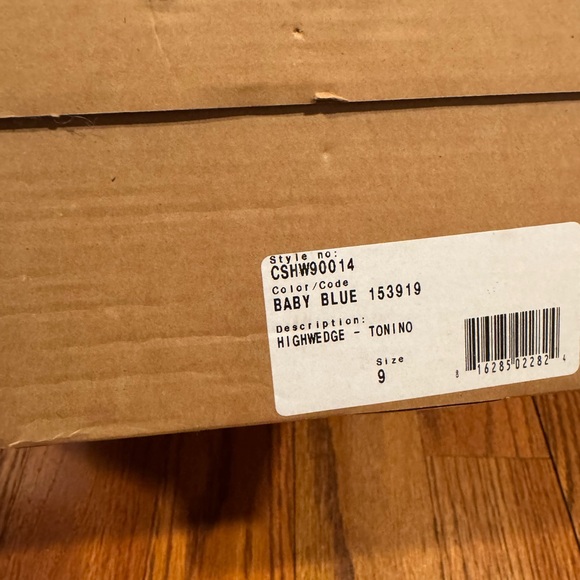 Style no:
CSHW90014
Color/Code
BABY BLUE 153919
Description:
HIGHWEDGE - TONINO
Size
9
8 16285 02282 4